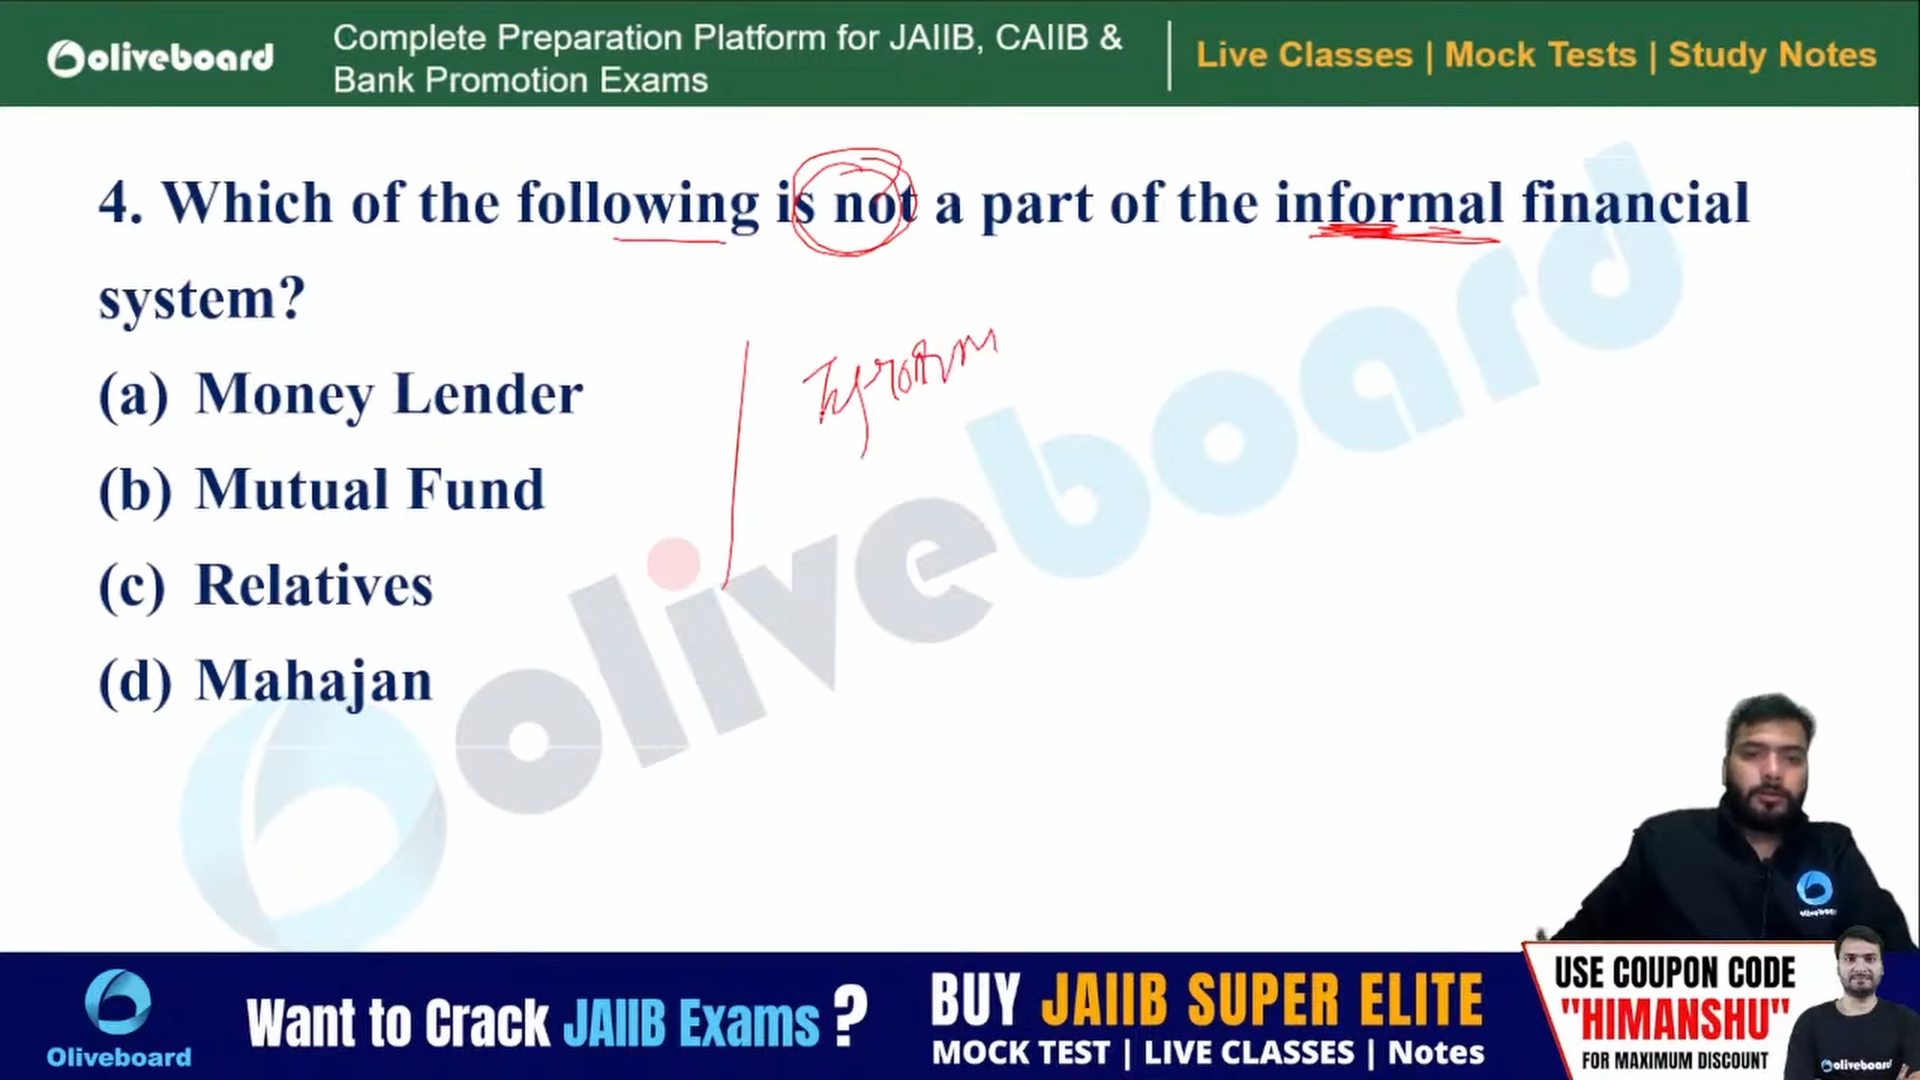 oliveboard
Complete Preparation Platform for JAIIB, CAIIB &
Bank Promotion Exams
Live Classes | Mock Tests | Study Notes
4. Which of the following is not a part of the informal financial
system?
(a) Money Lender
(b) Mutual Fund
(c) Relatives
(d) Mahajan
oliveboard
oliveboard
Oliveboard
Want to Crack JAIIB Exams ?
BUY JAIIB SUPER ELITE
MOCK TEST | LIVE CLASSES | Notes
USE COUPON CODE
"HIMANSHU"
FOR MAXIMUM DISCOUNT
oliveboard